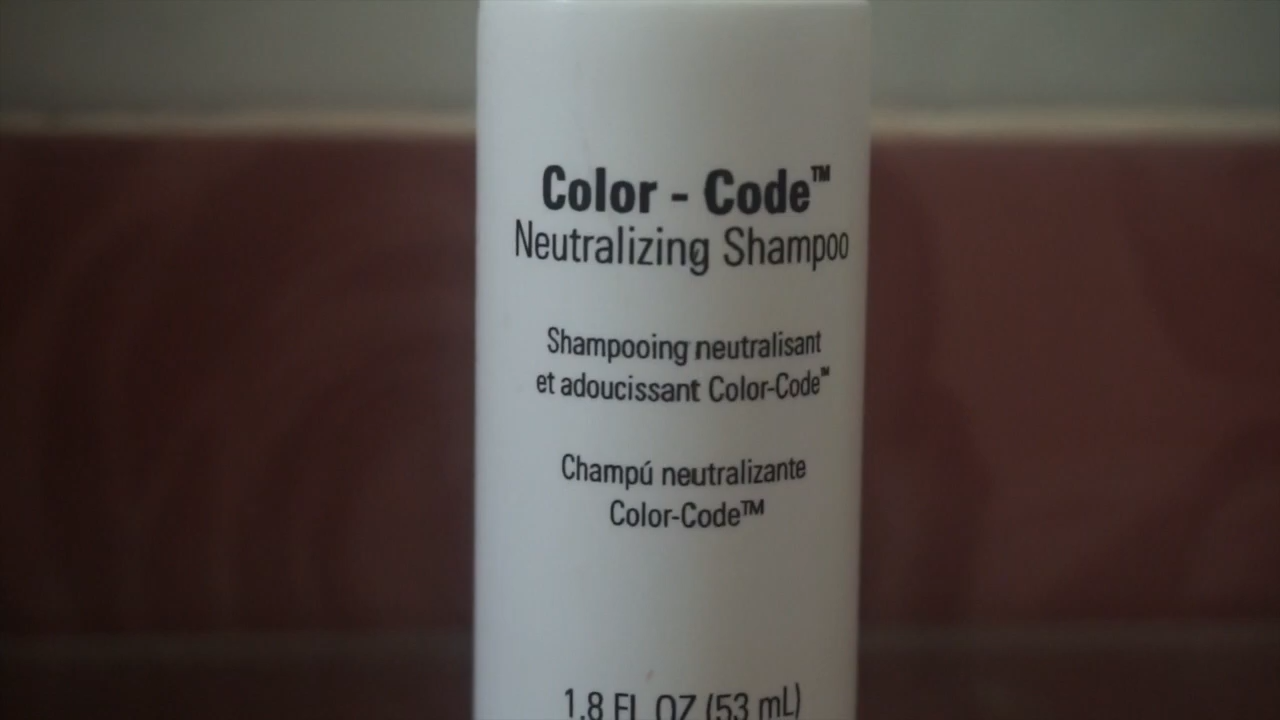 Color - Code™
Neutralizing Shampoo
Shampooing neutralisant
et adoucissant Color-Code™
Champú neutralizante
Color-Code™
1.8 FL OZ (53 mL)